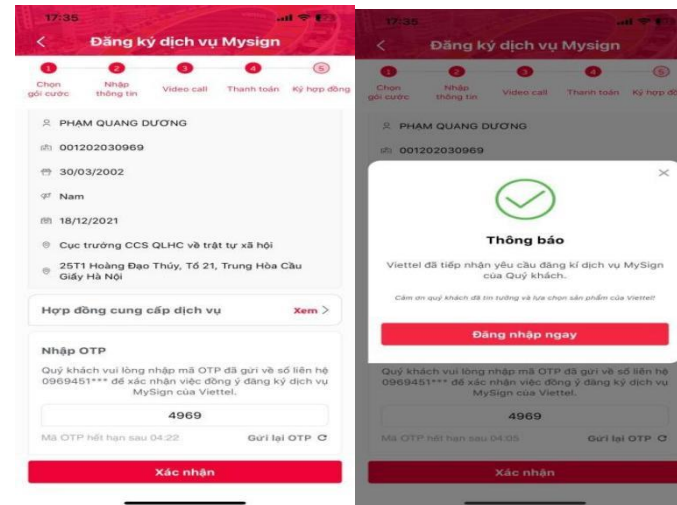 17:35
Đăng ký dịch vụ Mysign
1 2 3 4 5
Chọn gói cước
Nhập thông tin
Video call
Thanh toán
Ký hợp đồng
PHẠM QUANG DƯƠNG
001202030969
30/03/2002
Nam
18/12/2021
Cục trưởng CCS QLHC về trật tự xã hội
25T1 Hoàng Đạo Thúy, Tổ 21, Trung Hòa Cầu
Giấy Hà Nội
Hợp đồng cung cấp dịch vụ Xem >
Nhập OTP
Quý khách vui lòng nhập mã OTP đã gửi về số liên hệ
0969451*** để xác nhận việc đồng ý đăng ký dịch vụ
MySign của Viettel.
4969
Mã OTP hết hạn sau 04:22 Gửi lại OTP
Xác nhận
17:35
Đăng ký dịch vụ Mysign
1 2 3 4 5
Chọn gói cước
Nhập thông tin
Video call
Thanh toán
Ký hợp đồ
PHẠM QUANG DƯƠNG
001202030969
Thông báo
Viettel đã tiếp nhận yêu cầu đăng kí dịch vụ MySign
của Quý khách.
Cảm ơn quý khách đã tin tưởng và lựa chọn sản phẩm của Viettel!
Đăng nhập ngay
Quý khách vui lòng nhập mã OTP đã gửi về số liên hệ
0969451*** để xác nhận việc đồng ý đăng ký dịch vụ
MySign của Viettel.
4969
Mã OTP hết hạn sau 04:05 Gửi lại OTP
Xác nhận